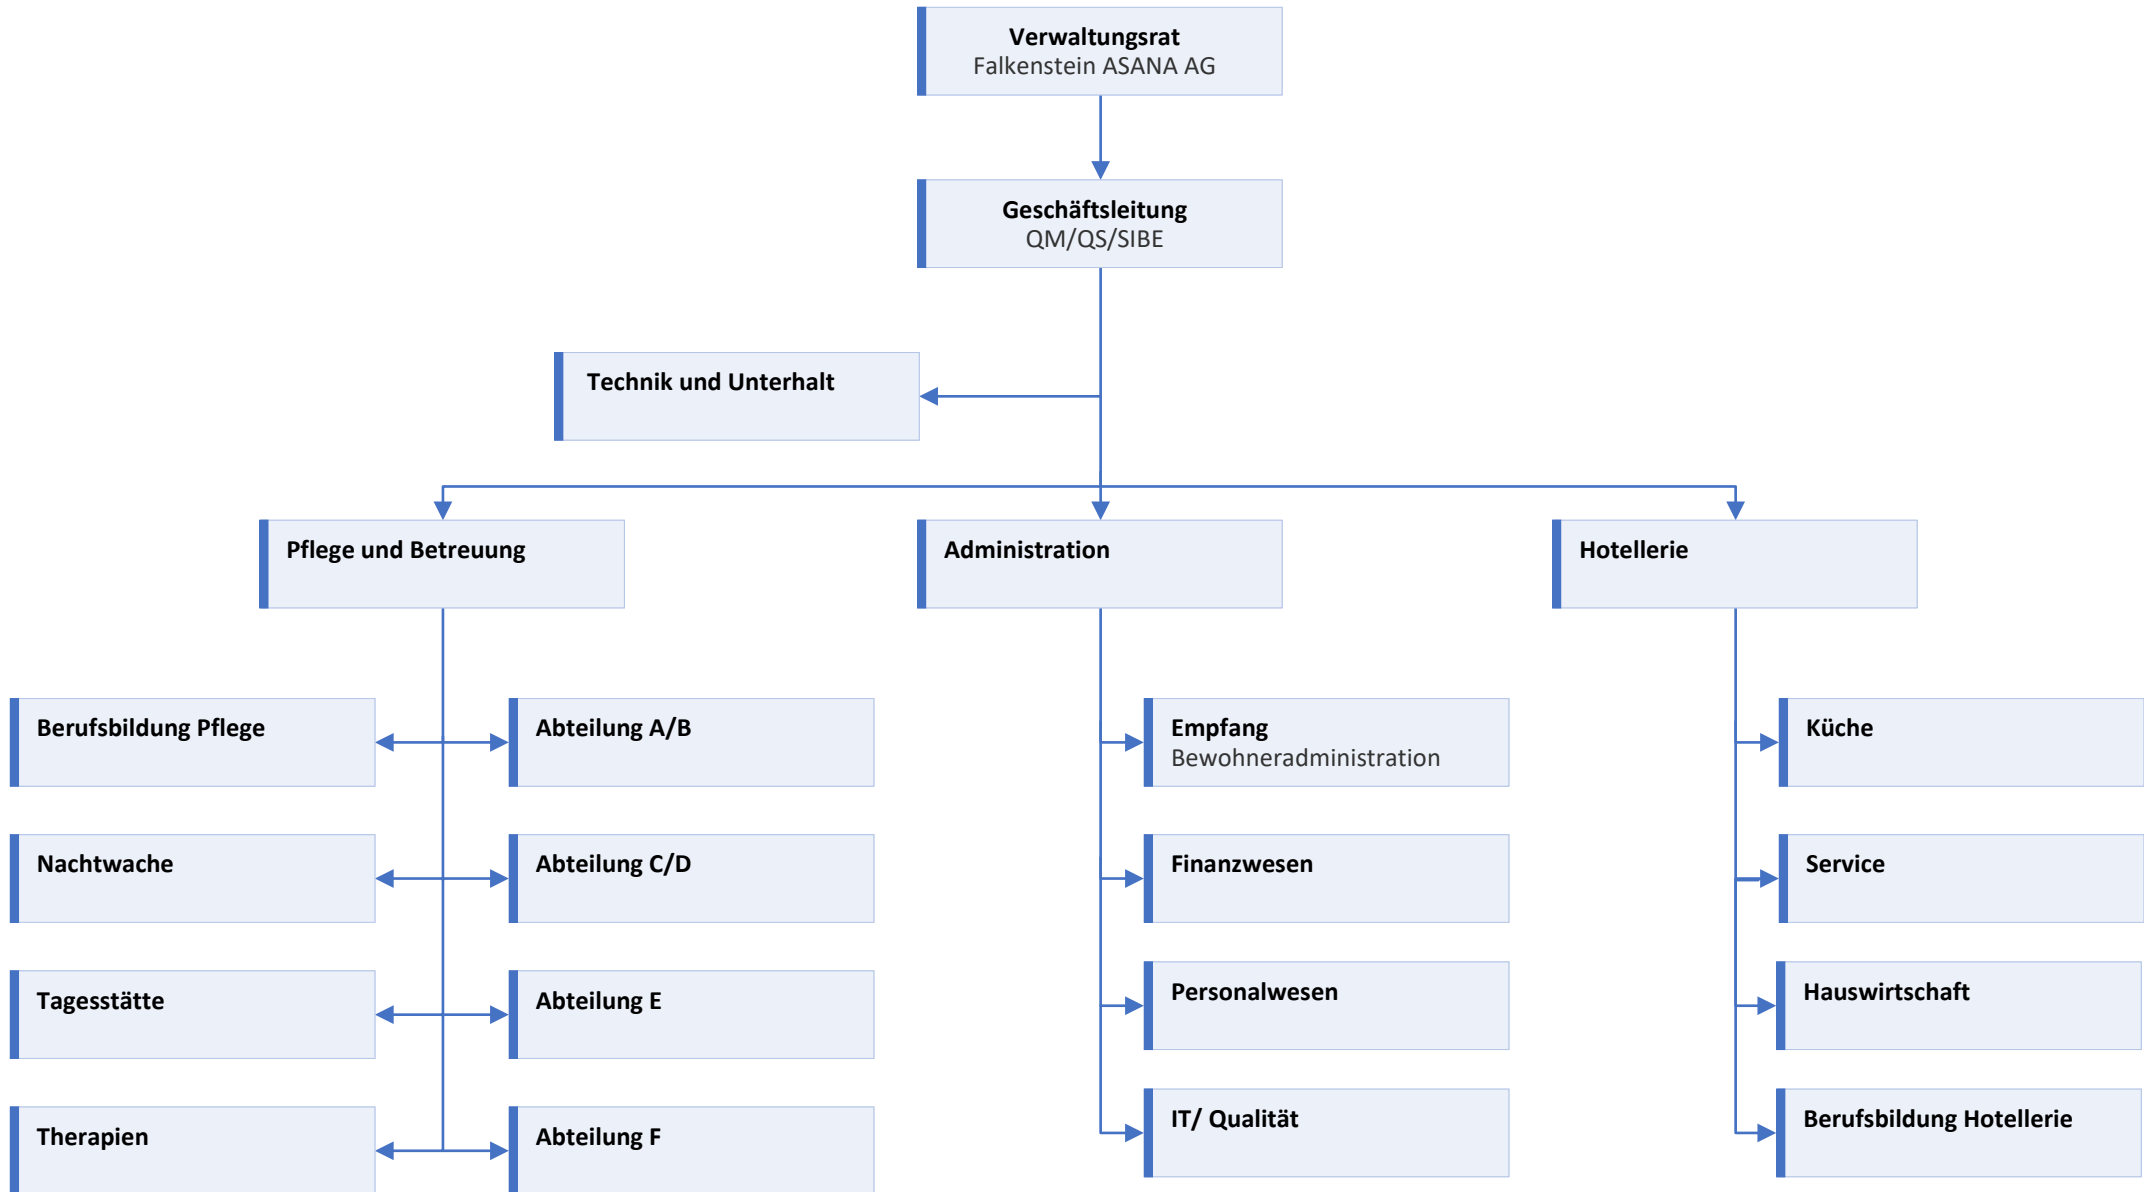 Verwaltungsrat
Falkenstein ASANA AG
Geschäftsleitung
QM/QS/SIBE
Technik und Unterhalt
Pflege und Betreuung
Administration
Hotellerie
Berufsbildung Pflege
Abteilung A/B
Empfang
Bewohneradministration
Küche
Nachtwache
Abteilung C/D
Finanzwesen
Service
Tagesstätte
Abteilung E
Personalwesen
Hauswirtschaft
Therapien
Abteilung F
IT/ Qualität
Berufsbildung Hotellerie